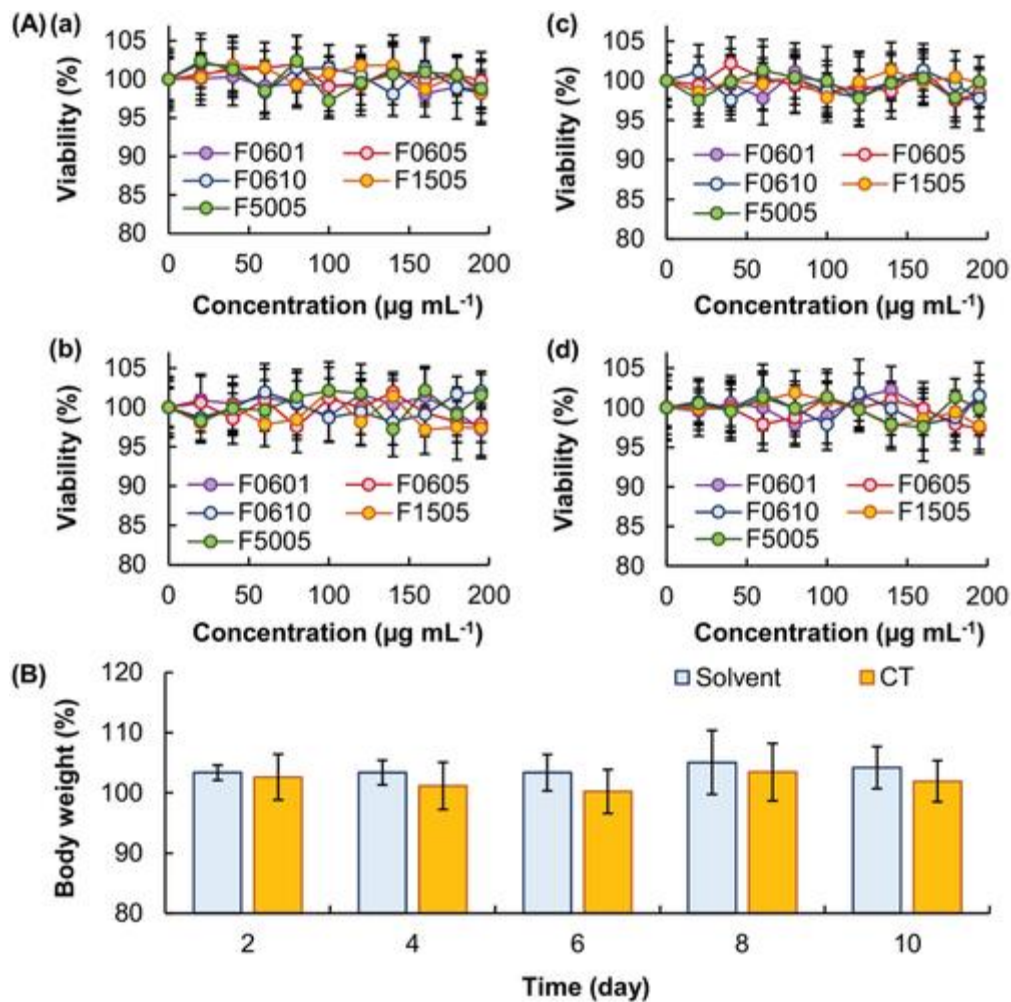 (A) (a)
105
100
95
90
85
80
Viability (%)
F0601 F0605
F0610 F1505
F5005
0 50 100 150 200
Concentration (µg mL⁻¹)
(c)
105
100
95
90
85
80
Viability (%)
F0601 F0605
F0610 F1505
F5005
0 50 100 150 200
Concentration (µg mL⁻¹)
(b)
105
100
95
90
85
80
Viability (%)
F0601 F0605
F0610 F1505
F5005
0 50 100 150 200
Concentration (µg mL⁻¹)
(d)
105
100
95
90
85
80
Viability (%)
F0601 F0605
F0610 F1505
F5005
0 50 100 150 200
Concentration (µg mL⁻¹)
(B)
120
110
100
90
80
Body weight (%)
Solvent CT
2 4 6 8 10
Time (day)